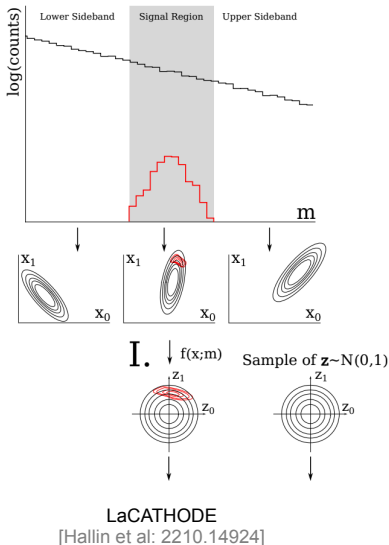 Lower Sideband Signal Region Upper Sideband
log(counts)
m
x₁ x₁ x₁
x₀ x₀ x₀
I. f(x;m) Sample of z~N(0,1)
z₁ z₁
z₀ z₀
LaCATHODE
[Hallin et al: 2210.14924]